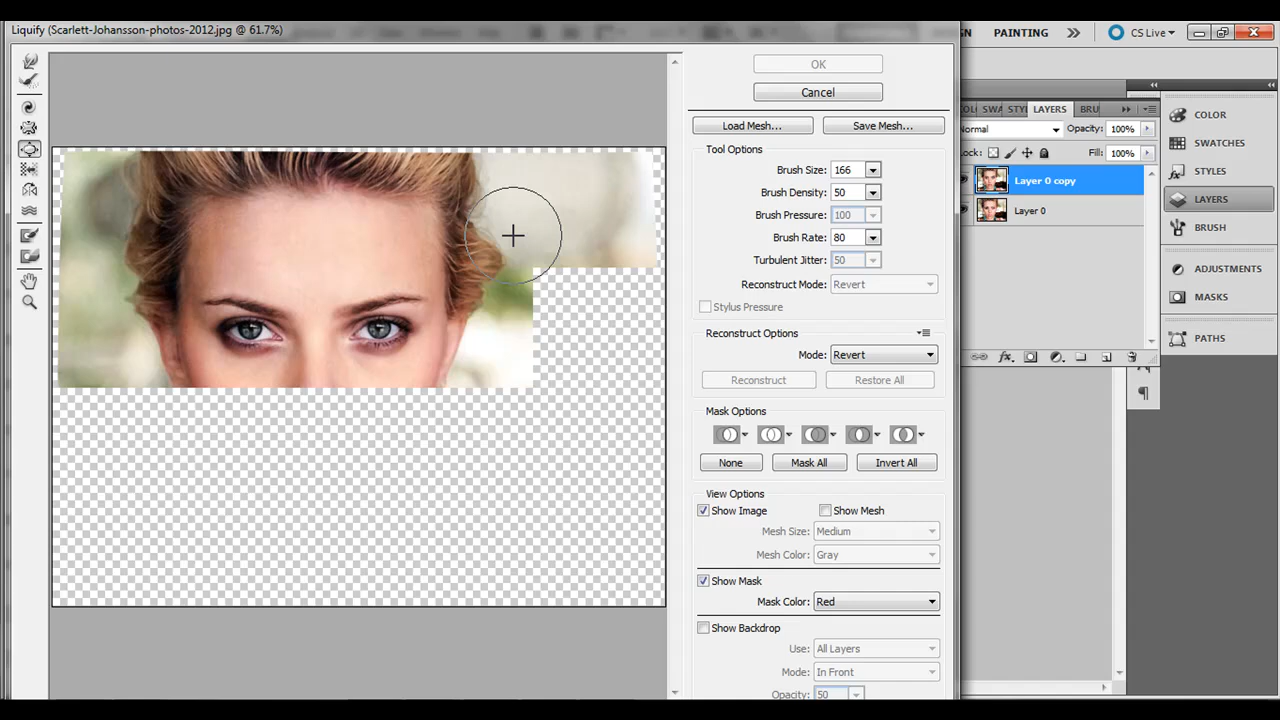 Liquify (Scarlett-Johansson-photos-2012.jpg @ 61.7%)
PAINTING
CS Live
OK
Cancel
Load Mesh...
Save Mesh...
Tool Options
Brush Size: 166
Brush Density: 50
Brush Pressure: 100
Brush Rate: 80
Turbulent Jitter: 50
Reconstruct Mode: Revert
Stylus Pressure
Reconstruct Options
Mode: Revert
Reconstruct
Restore All
Mask Options
None
Mask All
Invert All
View Options
Show Image
Show Mesh
Mesh Size: Medium
Mesh Color: Gray
Show Mask
Mask Color: Red
Show Backdrop
Use: All Layers
Mode: In Front
Opacity: 50
SWA
STYL
LAYERS
BRU
Normal
Opacity: 100%
Lock:
Fill: 100%
Layer 0 copy
Layer 0
COLOR
SWATCHES
STYLES
LAYERS
BRUSH
ADJUSTMENTS
MASKS
PATHS